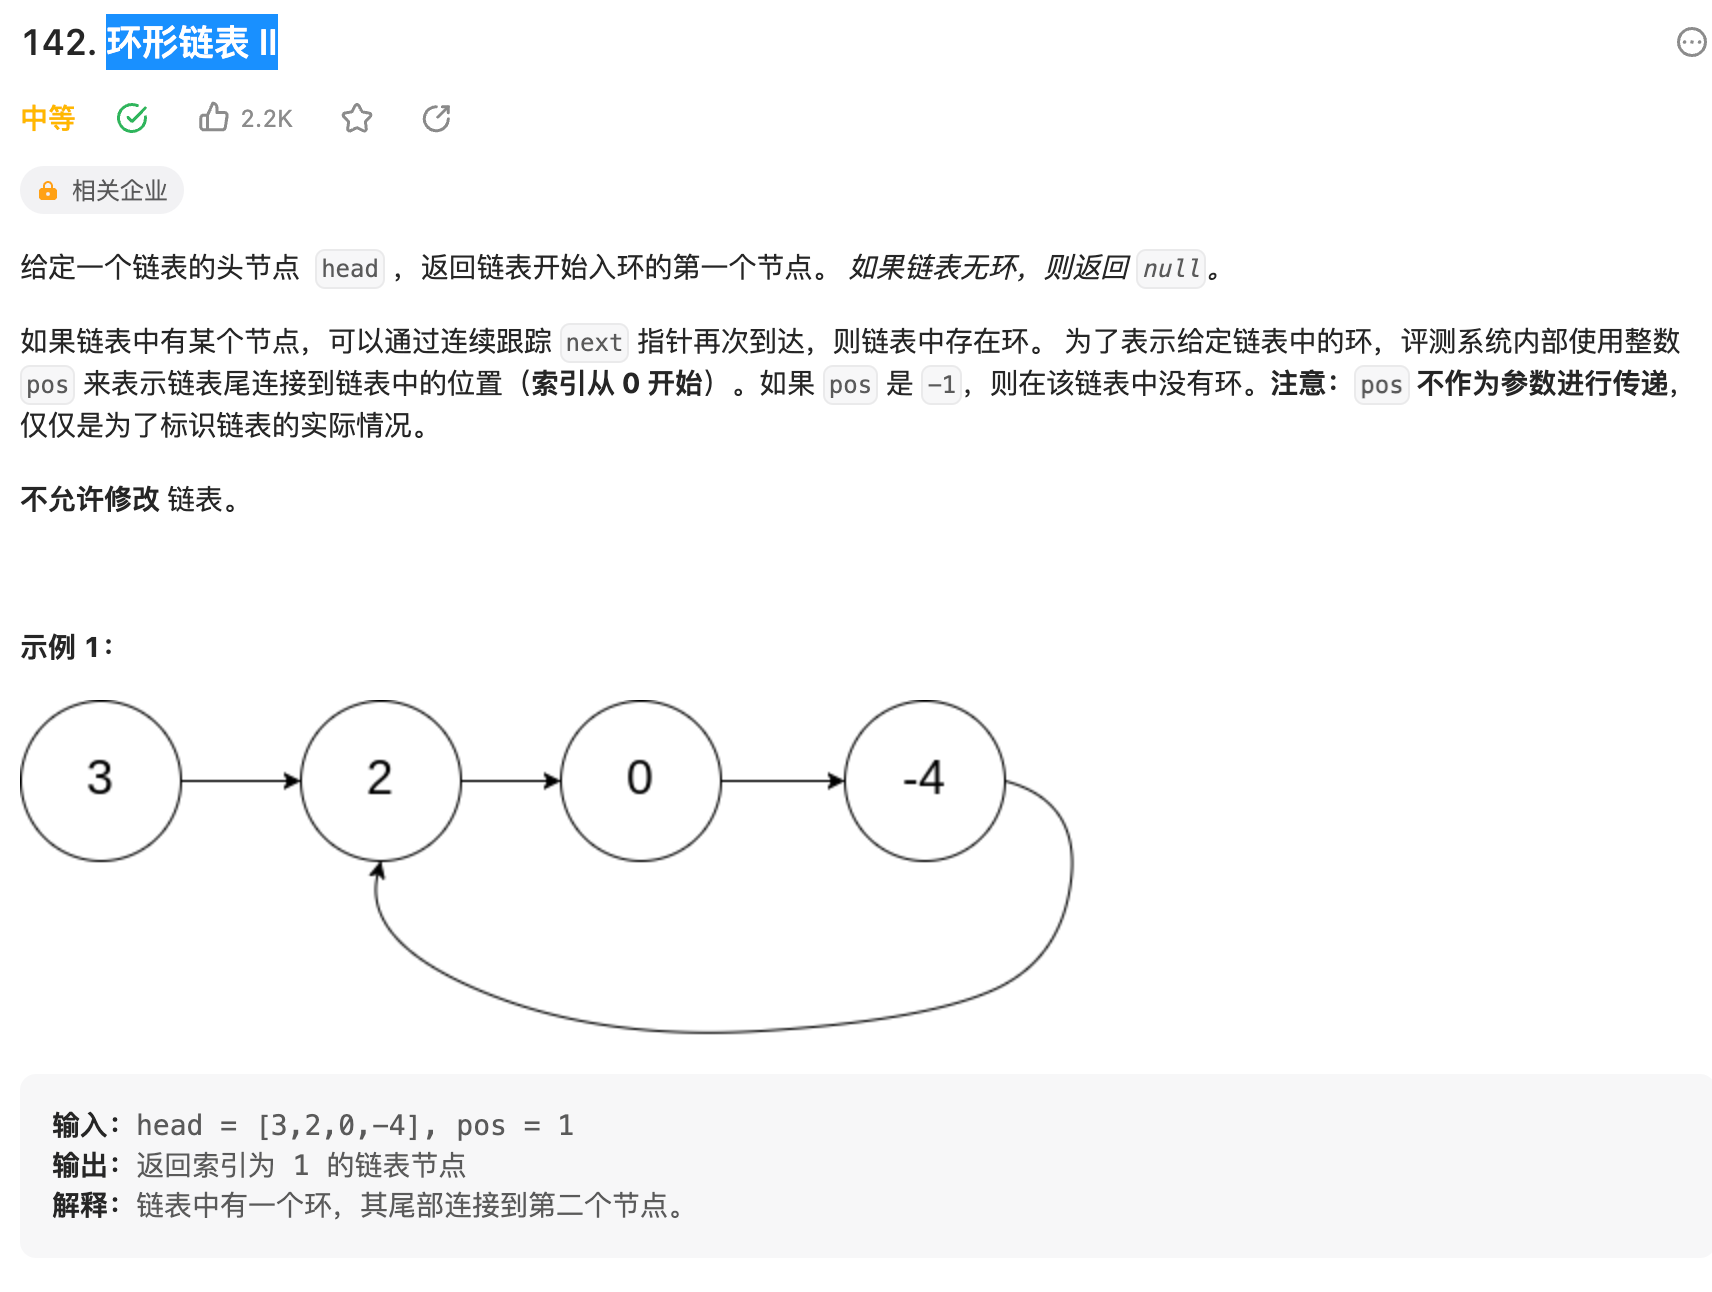 142. 环形链表 II
中等 2.2K
相关企业
给定一个链表的头节点 head ，返回链表开始入环的第一个节点。 如果链表无环，则返回 null。
如果链表中有某个节点，可以通过连续跟踪 next 指针再次到达，则链表中存在环。 为了表示给定链表中的环，评测系统内部使用整数
pos 来表示链表尾连接到链表中的位置（索引从 0 开始）。如果 pos 是 -1，则在该链表中没有环。注意：pos 不作为参数进行传递，
仅仅是为了标识链表的实际情况。
不允许修改 链表。
示例 1：
3 2 0 -4
输入：head = [3,2,0,-4], pos = 1
输出：返回索引为 1 的链表节点
解释：链表中有一个环，其尾部连接到第二个节点。